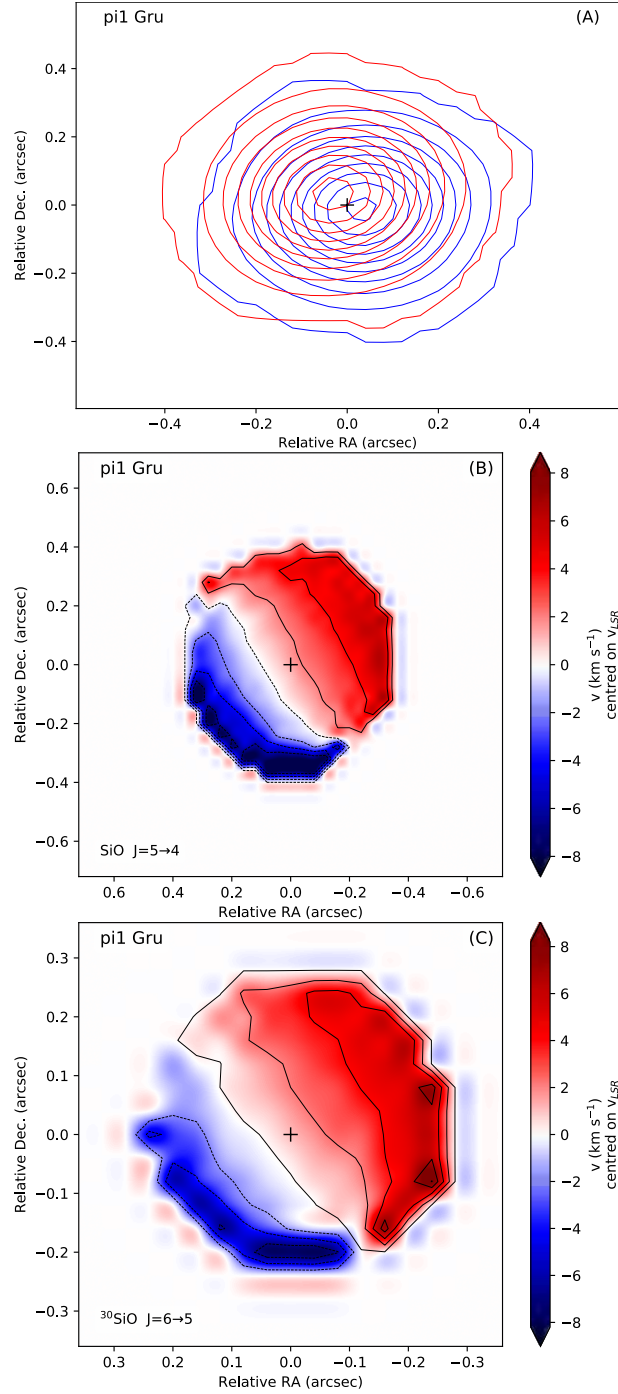 pi1 Gru (A)
0.4
0.2
0.0
−0.2
−0.4
Relative Dec. (arcsec)
−0.4 −0.2 0.0 0.2 0.4
Relative RA (arcsec)
pi1 Gru (B)
0.6
0.4
0.2
0.0
−0.2
−0.4
−0.6
Relative Dec. (arcsec)
SiO J=5→4
0.6 0.4 0.2 0.0 −0.2 −0.4 −0.6
Relative RA (arcsec)
8
6
4
2
0
−2
−4
−6
−8
v (km s⁻¹)
centred on v_LSR
pi1 Gru (C)
0.3
0.2
0.1
0.0
−0.1
−0.2
−0.3
Relative Dec. (arcsec)
³⁰SiO J=6→5
0.3 0.2 0.1 0.0 −0.1 −0.2 −0.3
Relative RA (arcsec)
8
6
4
2
0
−2
−4
−6
−8
v (km s⁻¹)
centred on v_LSR